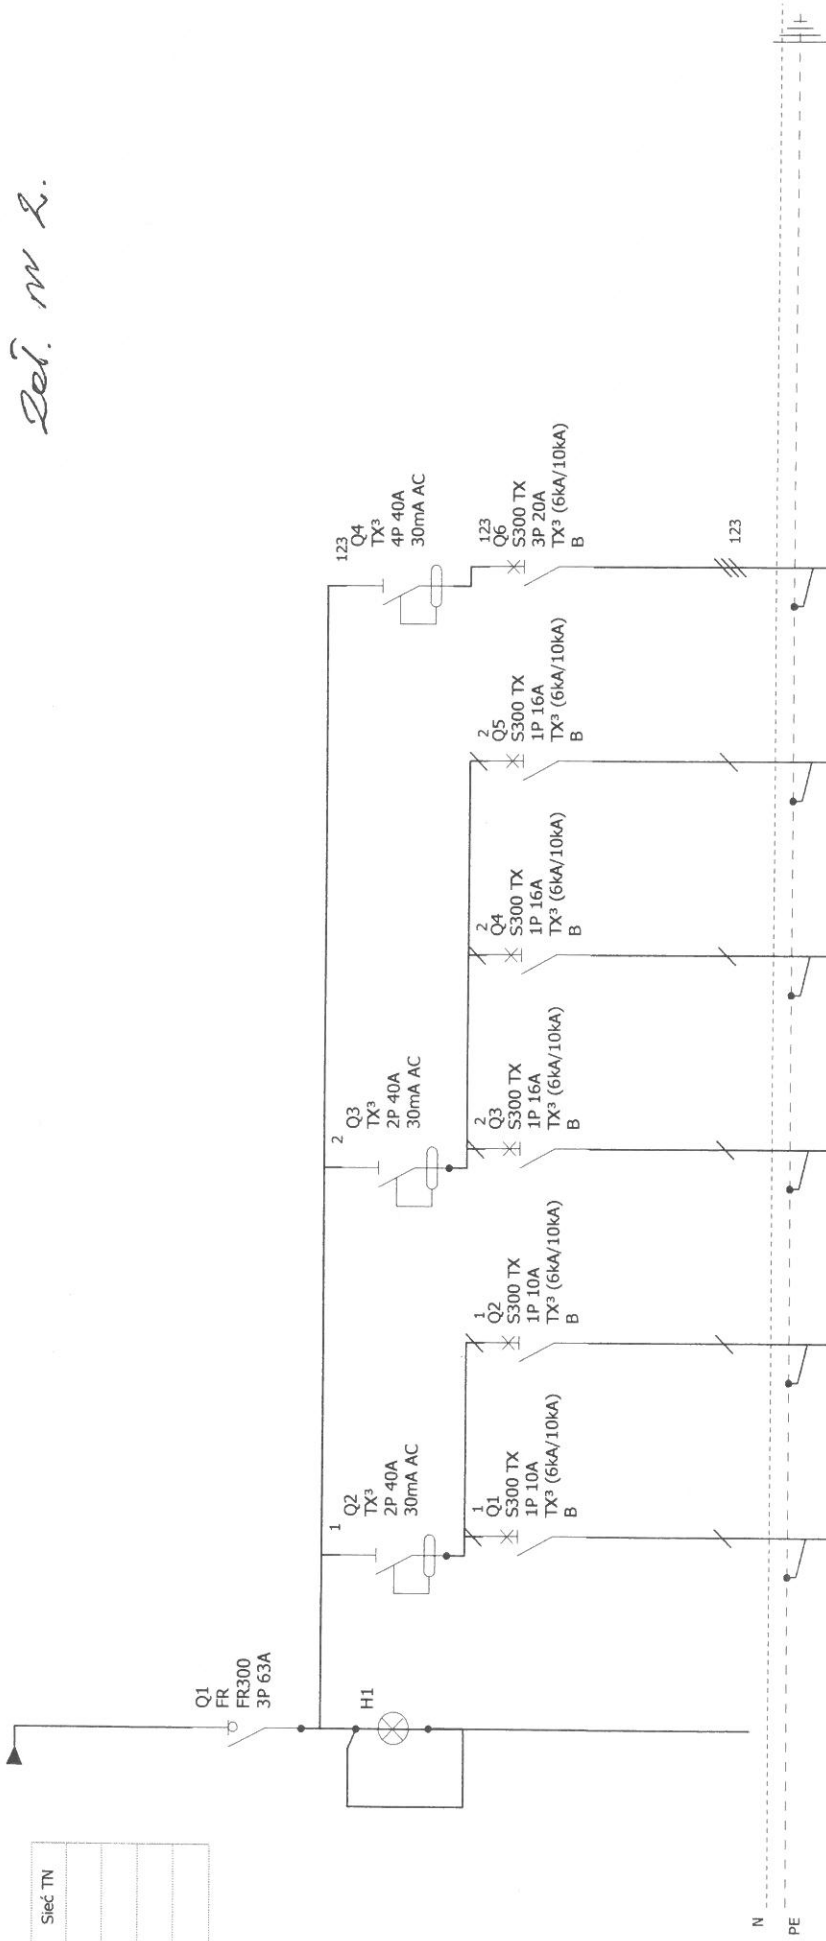 Zał. nr 2.
Sieć TN
Q1
FR
FR300
3P 63A
H1
1
Q2
TX³
2P 40A
30mA AC
2
Q3
TX³
2P 40A
30mA AC
123
Q4
TX³
4P 40A
30mA AC
1
Q1
S300 TX
1P 10A
TX³ (6kA/10kA)
B
1
Q2
S300 TX
1P 10A
TX³ (6kA/10kA)
B
2
Q3
S300 TX
1P 16A
TX³ (6kA/10kA)
B
2
Q4
S300 TX
1P 16A
TX³ (6kA/10kA)
B
2
Q5
S300 TX
1P 16A
TX³ (6kA/10kA)
B
123
Q6
S300 TX
3P 20A
TX³ (6kA/10kA)
B
123
N
PE